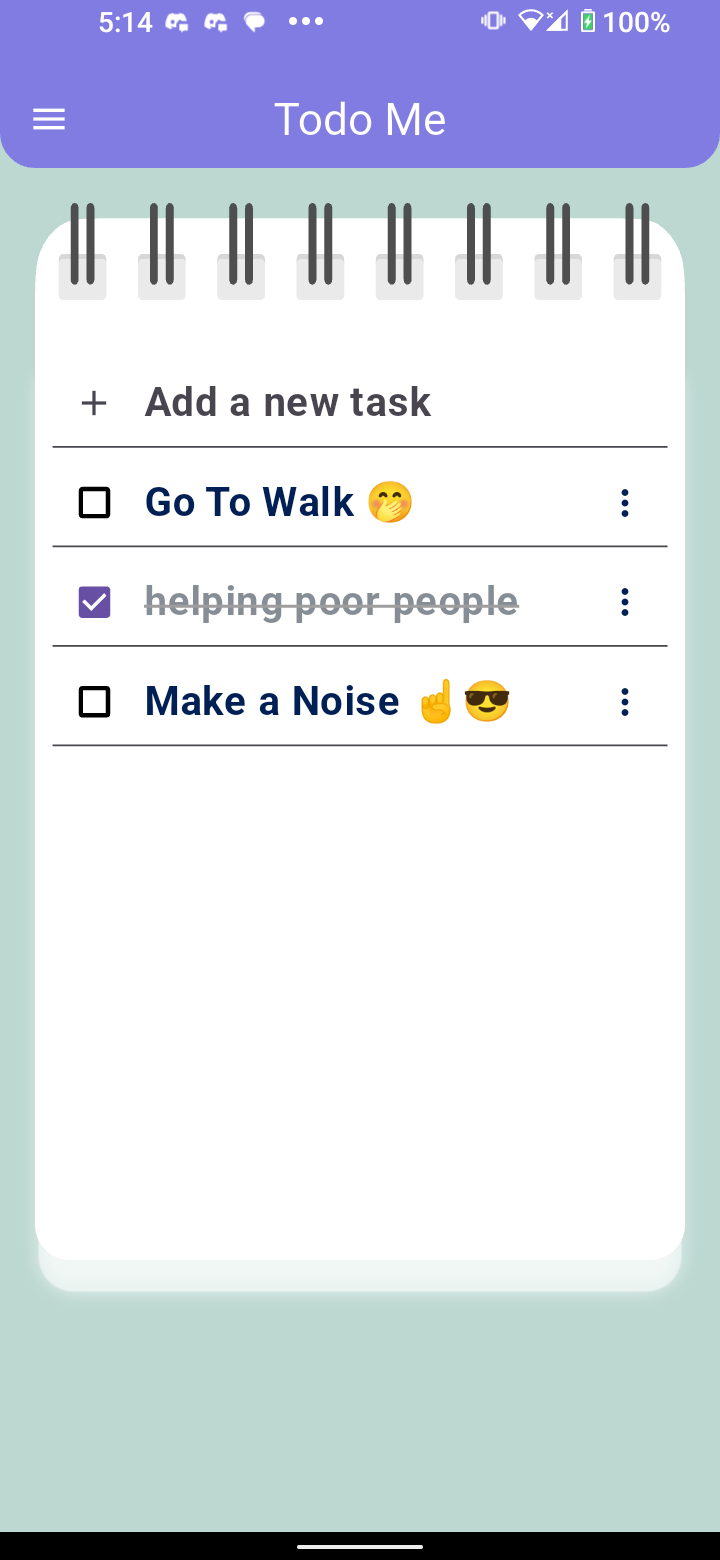 5:14 100%
Todo Me
Add a new task
Go To Walk 🤭
helping poor people
Make a Noise ☝️😎